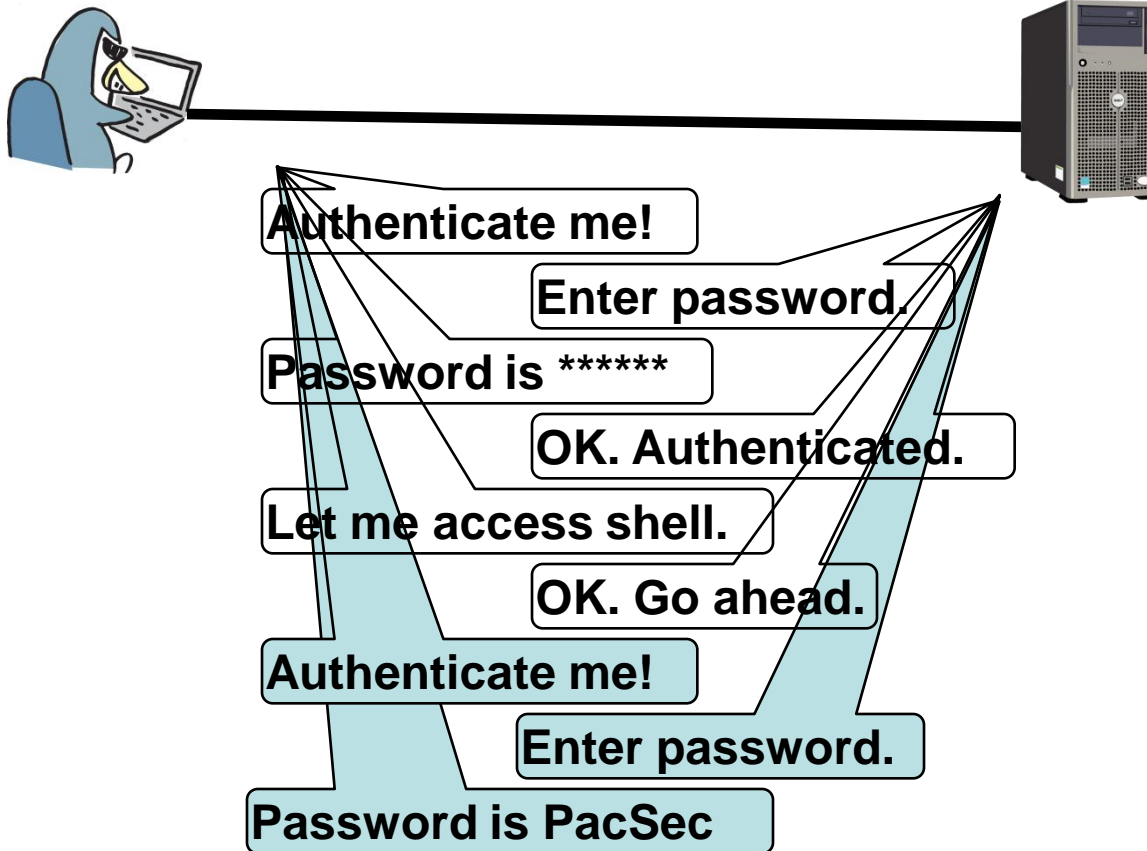 Authenticate me!
Enter password.
Password is ******
OK. Authenticated.
Let me access shell.
OK. Go ahead.
Authenticate me!
Enter password.
Password is PacSec